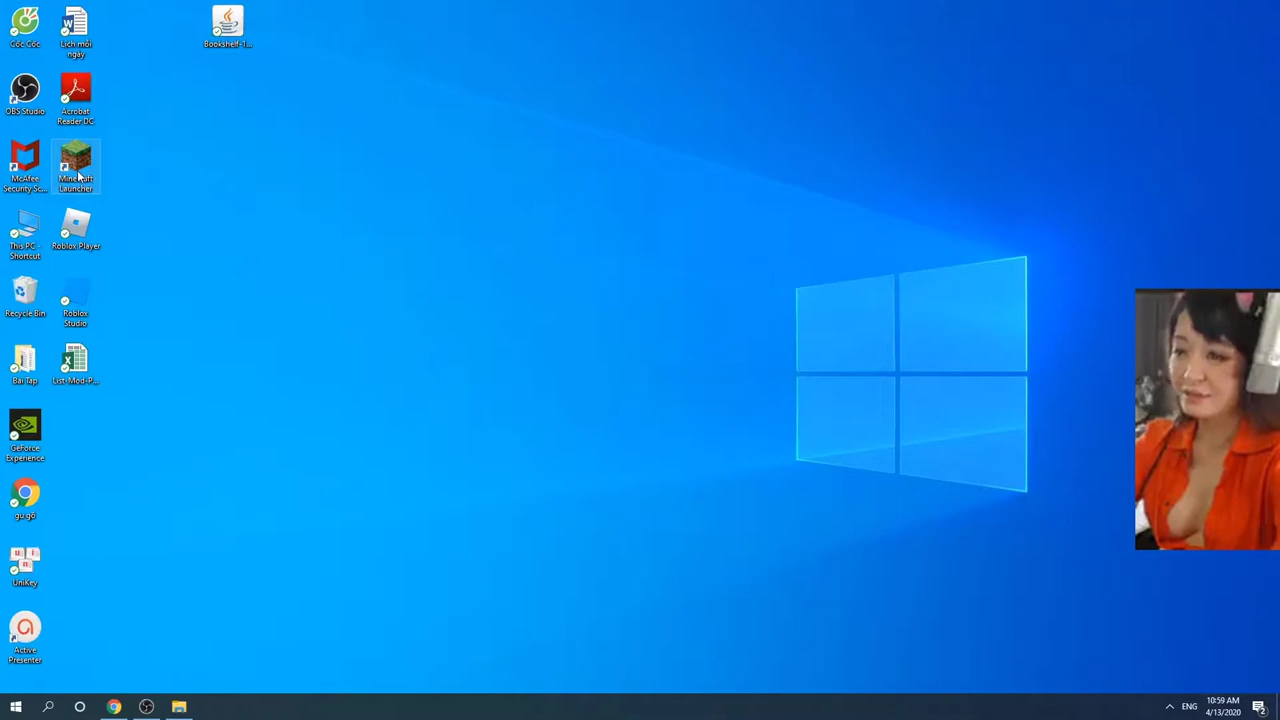 Cốc Cốc
Lịch mỗi
ngày
Bookshelf-1...
OBS Studio
Acrobat
Reader DC
McAfee
Security Sc...
Minecraft
Launcher
This PC -
Shortcut
Roblox Player
Recycle Bin
Roblox
Studio
Bai Tap
List-Mod-P...
GeForce
Experience
gu gồ
UniKey
Active
Presenter
ENG
10:59 AM
4/13/2020
2